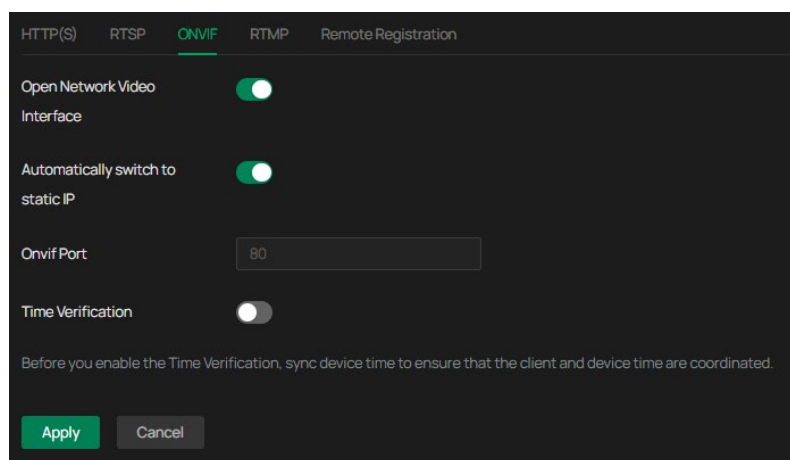 HTTP(S) RTSP ONVIF RTMP Remote Registration
Open Network Video
Interface
Automatically switch to
static IP
Onvif Port 80
Time Verification
Before you enable the Time Verification, sync device time to ensure that the client and device time are coordinated.
Apply Cancel